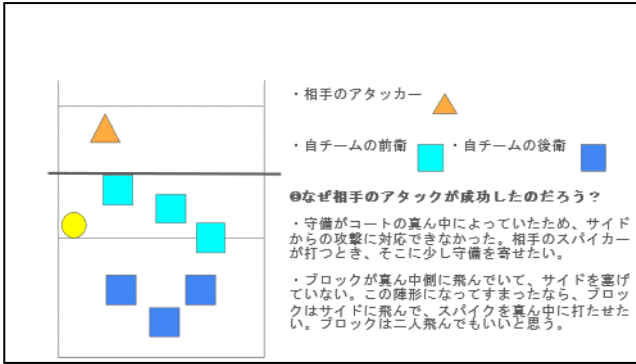 ・相手のアタッカー
・自チームの前衛 ・自チームの後衛
❶なぜ相手のアタックが成功したのだろう？
・守備がコートの真ん中によっていたため、サイド
からの攻撃に対応できなかった。相手のスパイカー
が打つとき、そこに少し守備を寄せたい。
・ブロックが真ん中側に飛んでいて、サイドを塞げ
ていない。この陣形になってすまったなら、ブロッ
クはサイドに飛んで、スパイクを真ん中に打たせた
い。ブロックは二人飛んでもいいと思う。